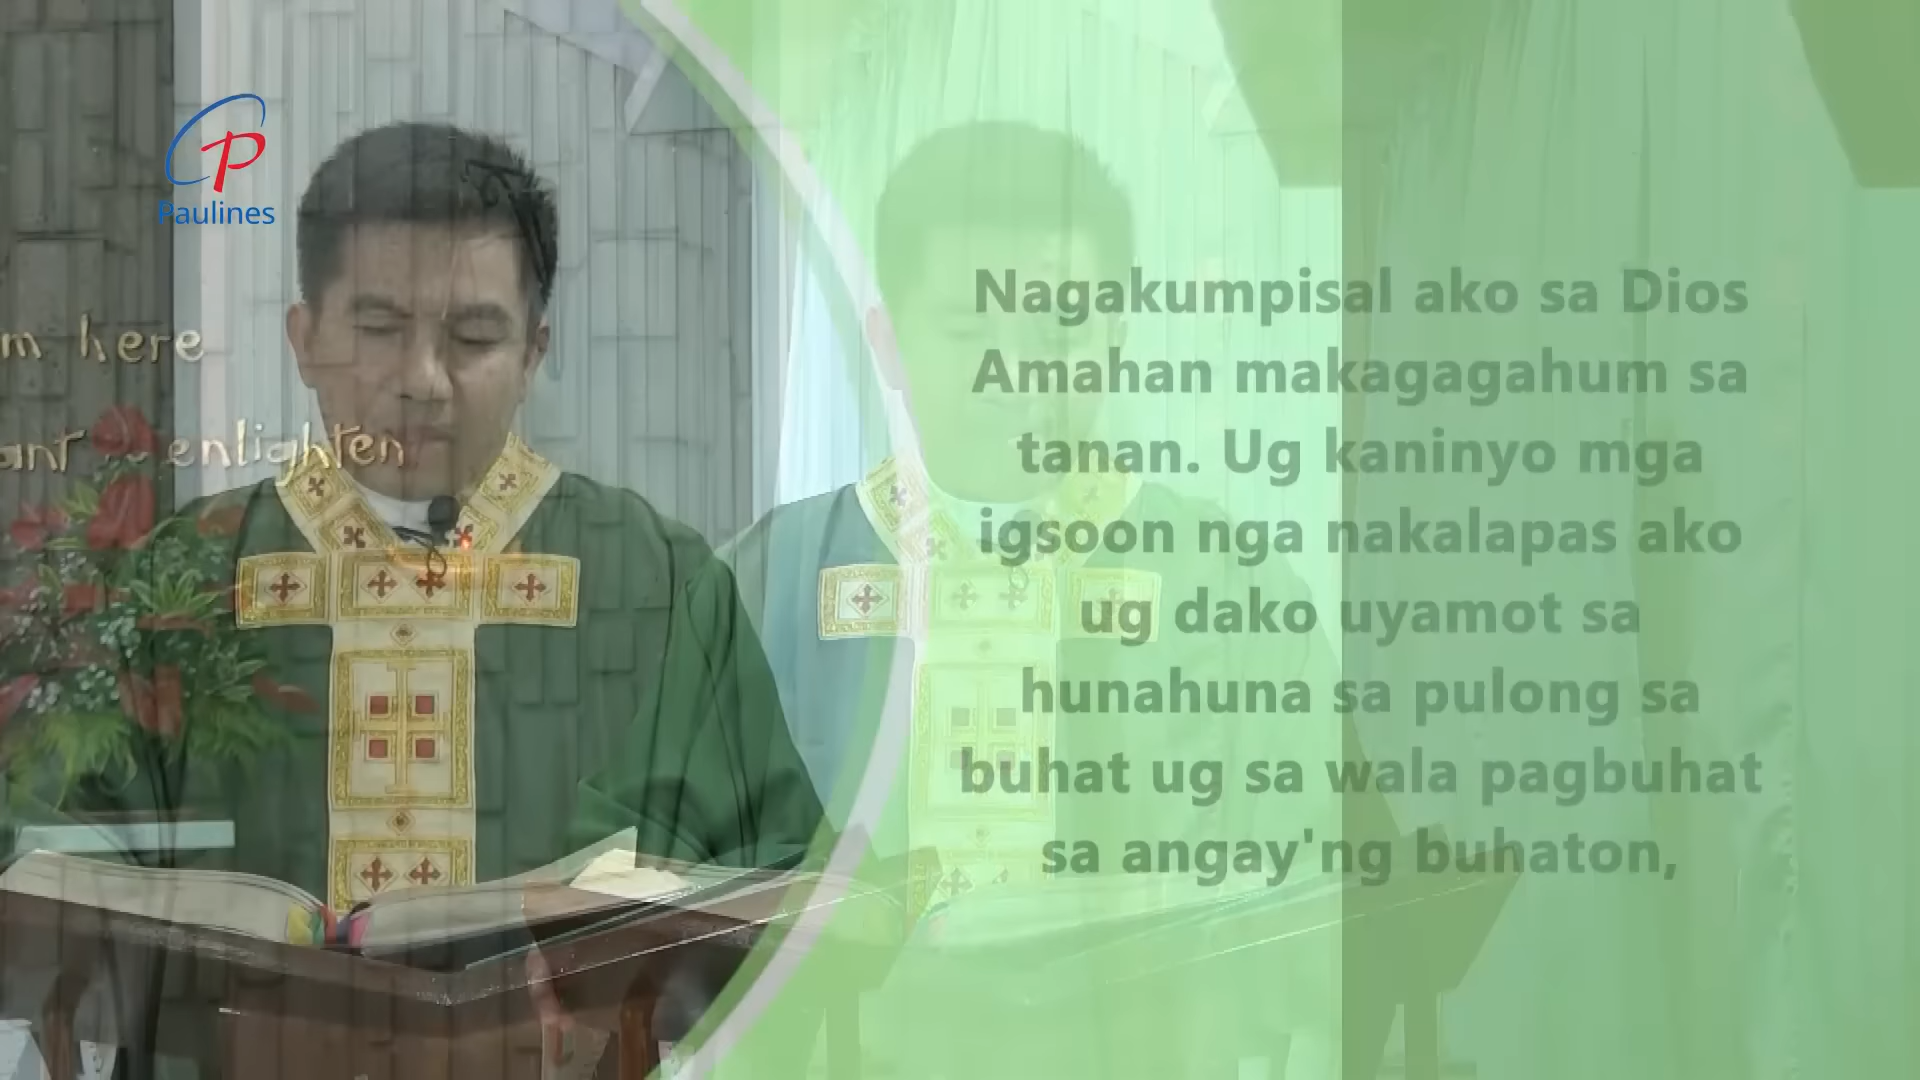 Paulines
m here
ant enlighten
Nagakumpisal ako sa Dios
Amahan makagagahum sa
tanan. Ug kaninyo mga
igsoon nga nakalapas ako
ug dako uyamot sa
hunahuna sa pulong sa
buhat ug sa wala pagbuhat
sa angay'ng buhaton,